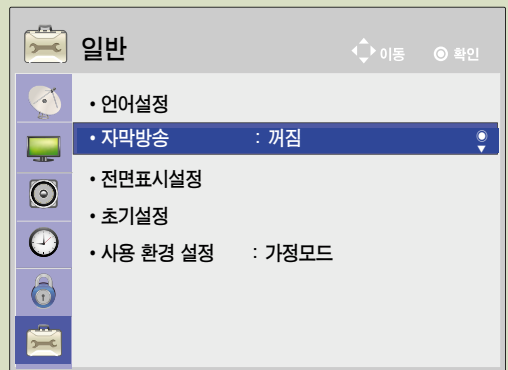 일반 이동 확인
• 언어설정
• 자막방송 : 꺼짐
• 전면표시설정
• 초기설정
• 사용 환경 설정 : 가정모드